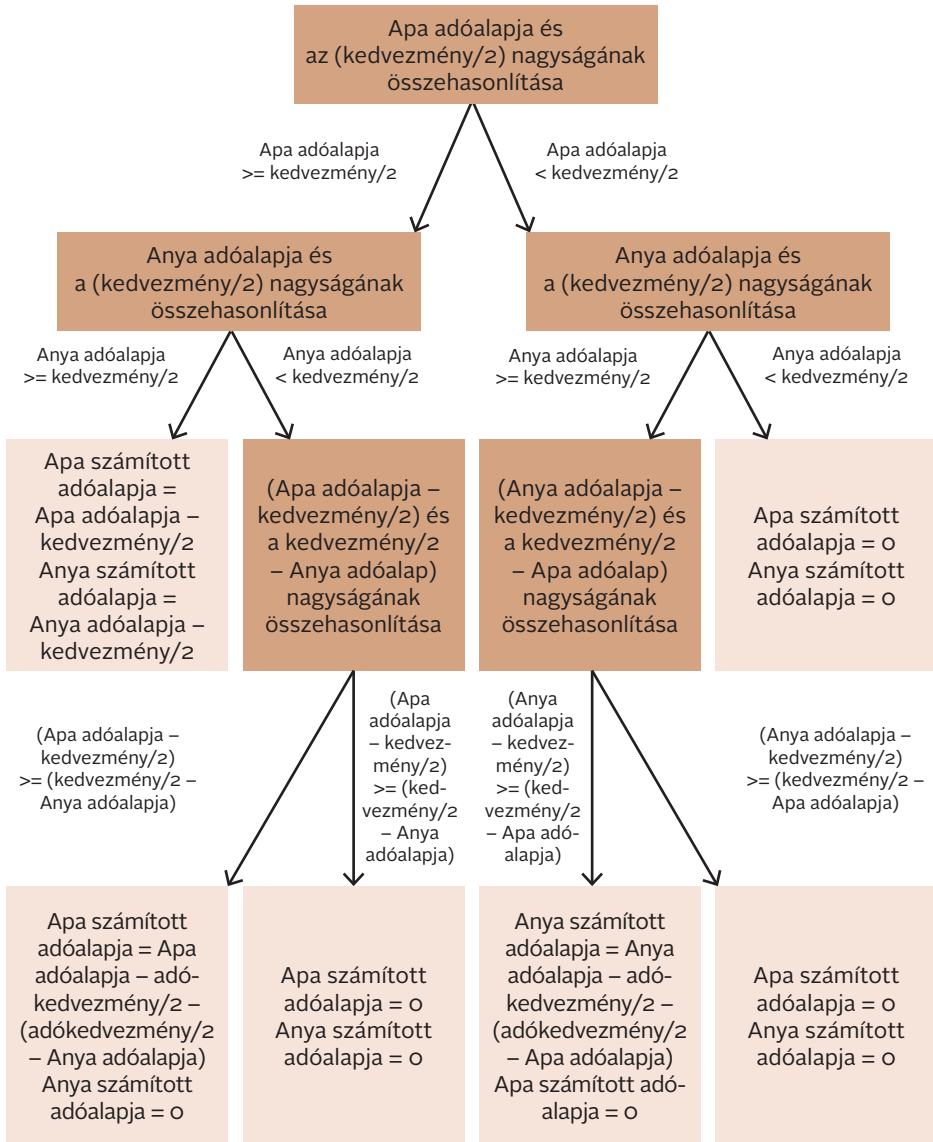 Apa adóalapja és
az (kedvezmény/2) nagyságának
összehasonlítása
Apa adóalapja
>= kedvezmény/2
Apa adóalapja
< kedvezmény/2
Anya adóalapja és
a (kedvezmény/2) nagyságának
összehasonlítása
Anya adóalapja és
a (kedvezmény/2) nagyságának
összehasonlítása
Anya adóalapja
>= kedvezmény/2
Anya adóalapja
< kedvezmény/2
Anya adóalapja
>= kedvezmény/2
Anya adóalapja
< kedvezmény/2
Apa számított
adóalapja =
Apa adóalapja –
kedvezmény/2
Anya számított
adóalapja =
Anya adóalapja –
kedvezmény/2
(Apa adóalapja –
kedvezmény/2) és
a kedvezmény/2
– Anya adóalap)
nagyságának
összehasonlítása
(Anya adóalapja –
kedvezmény/2) és
a kedvezmény/2
– Apa adóalap)
nagyságának
összehasonlítása
Apa számított
adóalapja = 0
Anya számított
adóalapja = 0
(Apa adóalapja –
kedvezmény/2)
>= (kedvezmény/2 –
Anya adóalapja)
(Apa
adóalapja
– kedvez-
mény/2)
>= (ked-
vezmény/2
– Anya
adóalapja)
(Anya
adóalapja
– kedvez-
mény/2)
>= (ked-
vezmény/2
– Apa adó-
alapja)
(Anya adóalapja –
kedvezmény/2)
>= (kedvezmény/2 –
Apa adóalapja)
Apa számított
adóalapja = Apa
adóalapja – adó-
kedvezmény/2 –
(adókedvezmény/2
– Anya adóalapja)
Anya számított
adóalapja = 0
Apa számított
adóalapja = 0
Anya számított
adóalapja = 0
Anya számított
adóalapja = Anya
adóalapja – adó-
kedvezmény/2 –
(adókedvezmény/2
– Apa adóalapja)
Apa számított adó-
alapja = 0
Apa számított
adóalapja = 0
Anya számított
adóalapja = 0